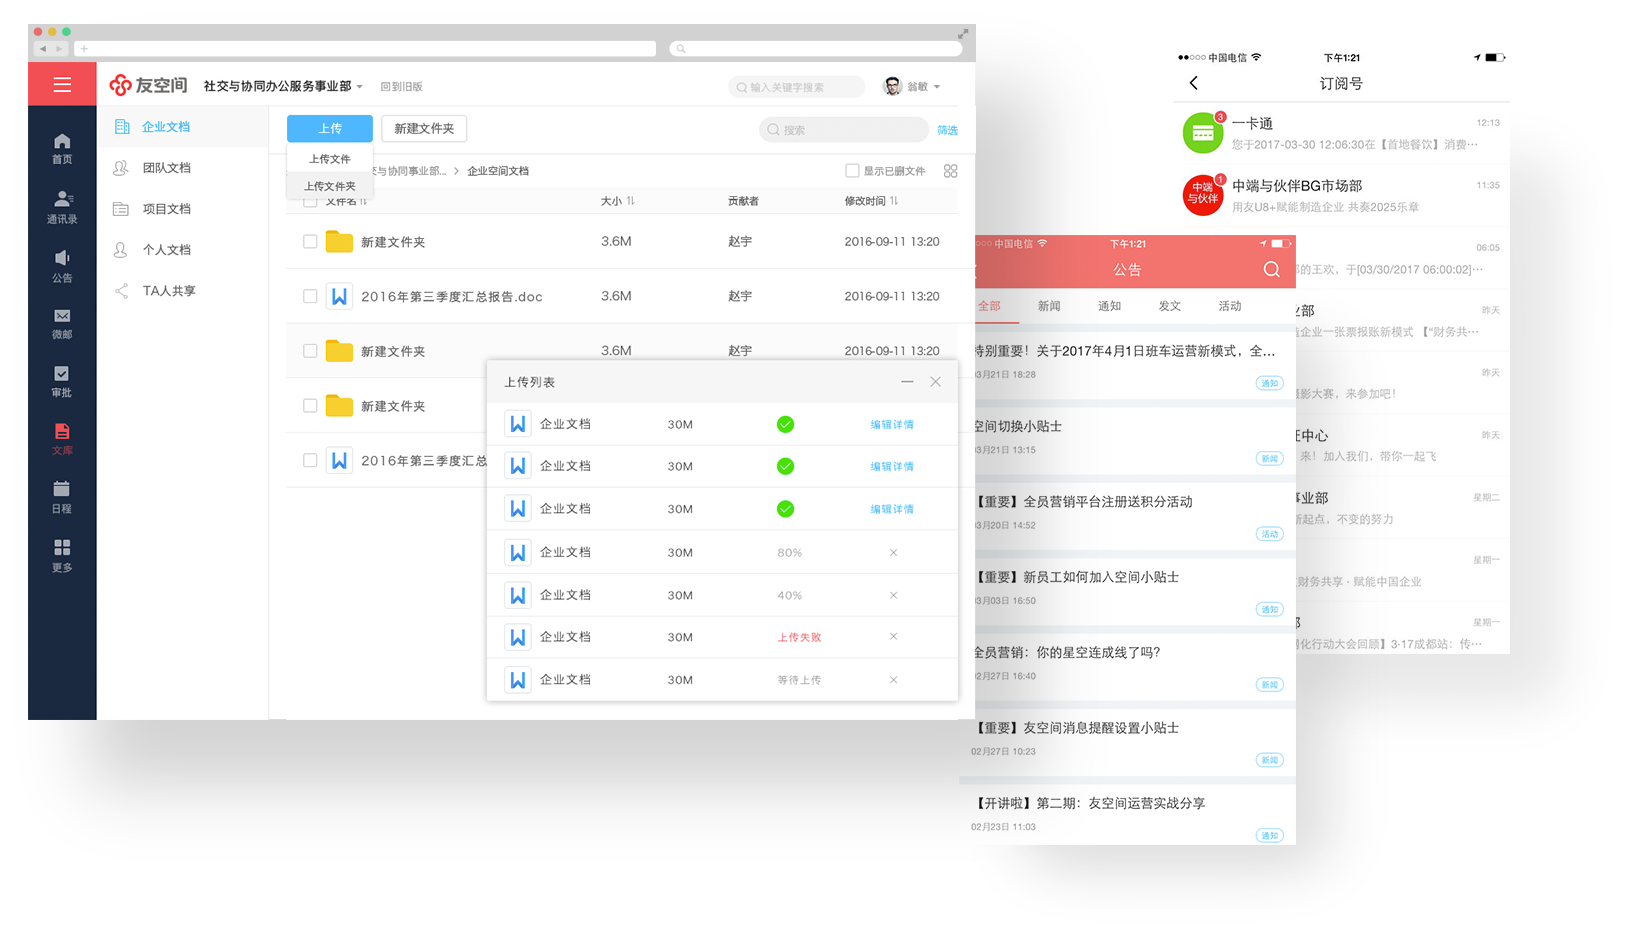 友空间
社交与协同办公服务事业部
回到旧版
输入关键字搜索
翁敏
首页
通讯录
公告
微邮
审批
文库
日程
更多
企业文档
团队文档
项目文档
个人文档
TA人共享
上传
新建文件夹
搜索
筛选
上传文件
上传文件夹
交与协同事业部... > 企业空间文档
显示已删文件
文件名 大小 贡献者 修改时间
新建文件夹 3.6M 赵宇 2016-09-11 13:20
2016年第三季度汇总报告.doc 3.6M 赵宇 2016-09-11 13:20
新建文件夹 3.6M 赵宇 2016-09-11 13:20
新建文件夹
2016年第三季度汇总
上传列表
企业文档 30M 编辑详情
企业文档 30M 编辑详情
企业文档 30M 编辑详情
企业文档 30M 80%
企业文档 30M 40%
企业文档 30M 上传失败
企业文档 30M 等待上传
中国电信 下午1:21
公告
全部 新闻 通知 发文 活动
特别重要！关于2017年4月1日班车运营新模式，全...
03月21日 18:28
通知
空间切换小贴士
03月21日 13:15
新闻
【重要】全员营销平台注册送积分活动
03月20日 14:52
活动
【重要】新员工如何加入空间小贴士
03月03日 16:50
通知
全员营销：你的星空连成线了吗？
02月27日 16:40
新闻
【重要】友空间消息提醒设置小贴士
02月27日 10:23
新闻
【开讲啦】第二期：友空间运营实战分享
02月23日 11:03
通知
中国电信 下午1:21
订阅号
3
一卡通 12:13
您于2017-03-30 12:06:30在【首地餐饮】消费···
中端
与伙伴
1
中端与伙伴BG市场部 11:35
用友U8+赋能制造企业 共奏2025乐章
06:05
的王欢，于[03/30/2017 06:00:02]···
业部 昨天
企业一张票报账新模式 【“财务共···
昨天
影大赛，来参加吧！
中心 昨天
来！加入我们，带你一起飞
事业部 星期二
新起点，不变的努力
星期一
财务共享 · 赋能中国企业
部 星期一
化行动大会回顾】3-17成都站：传···